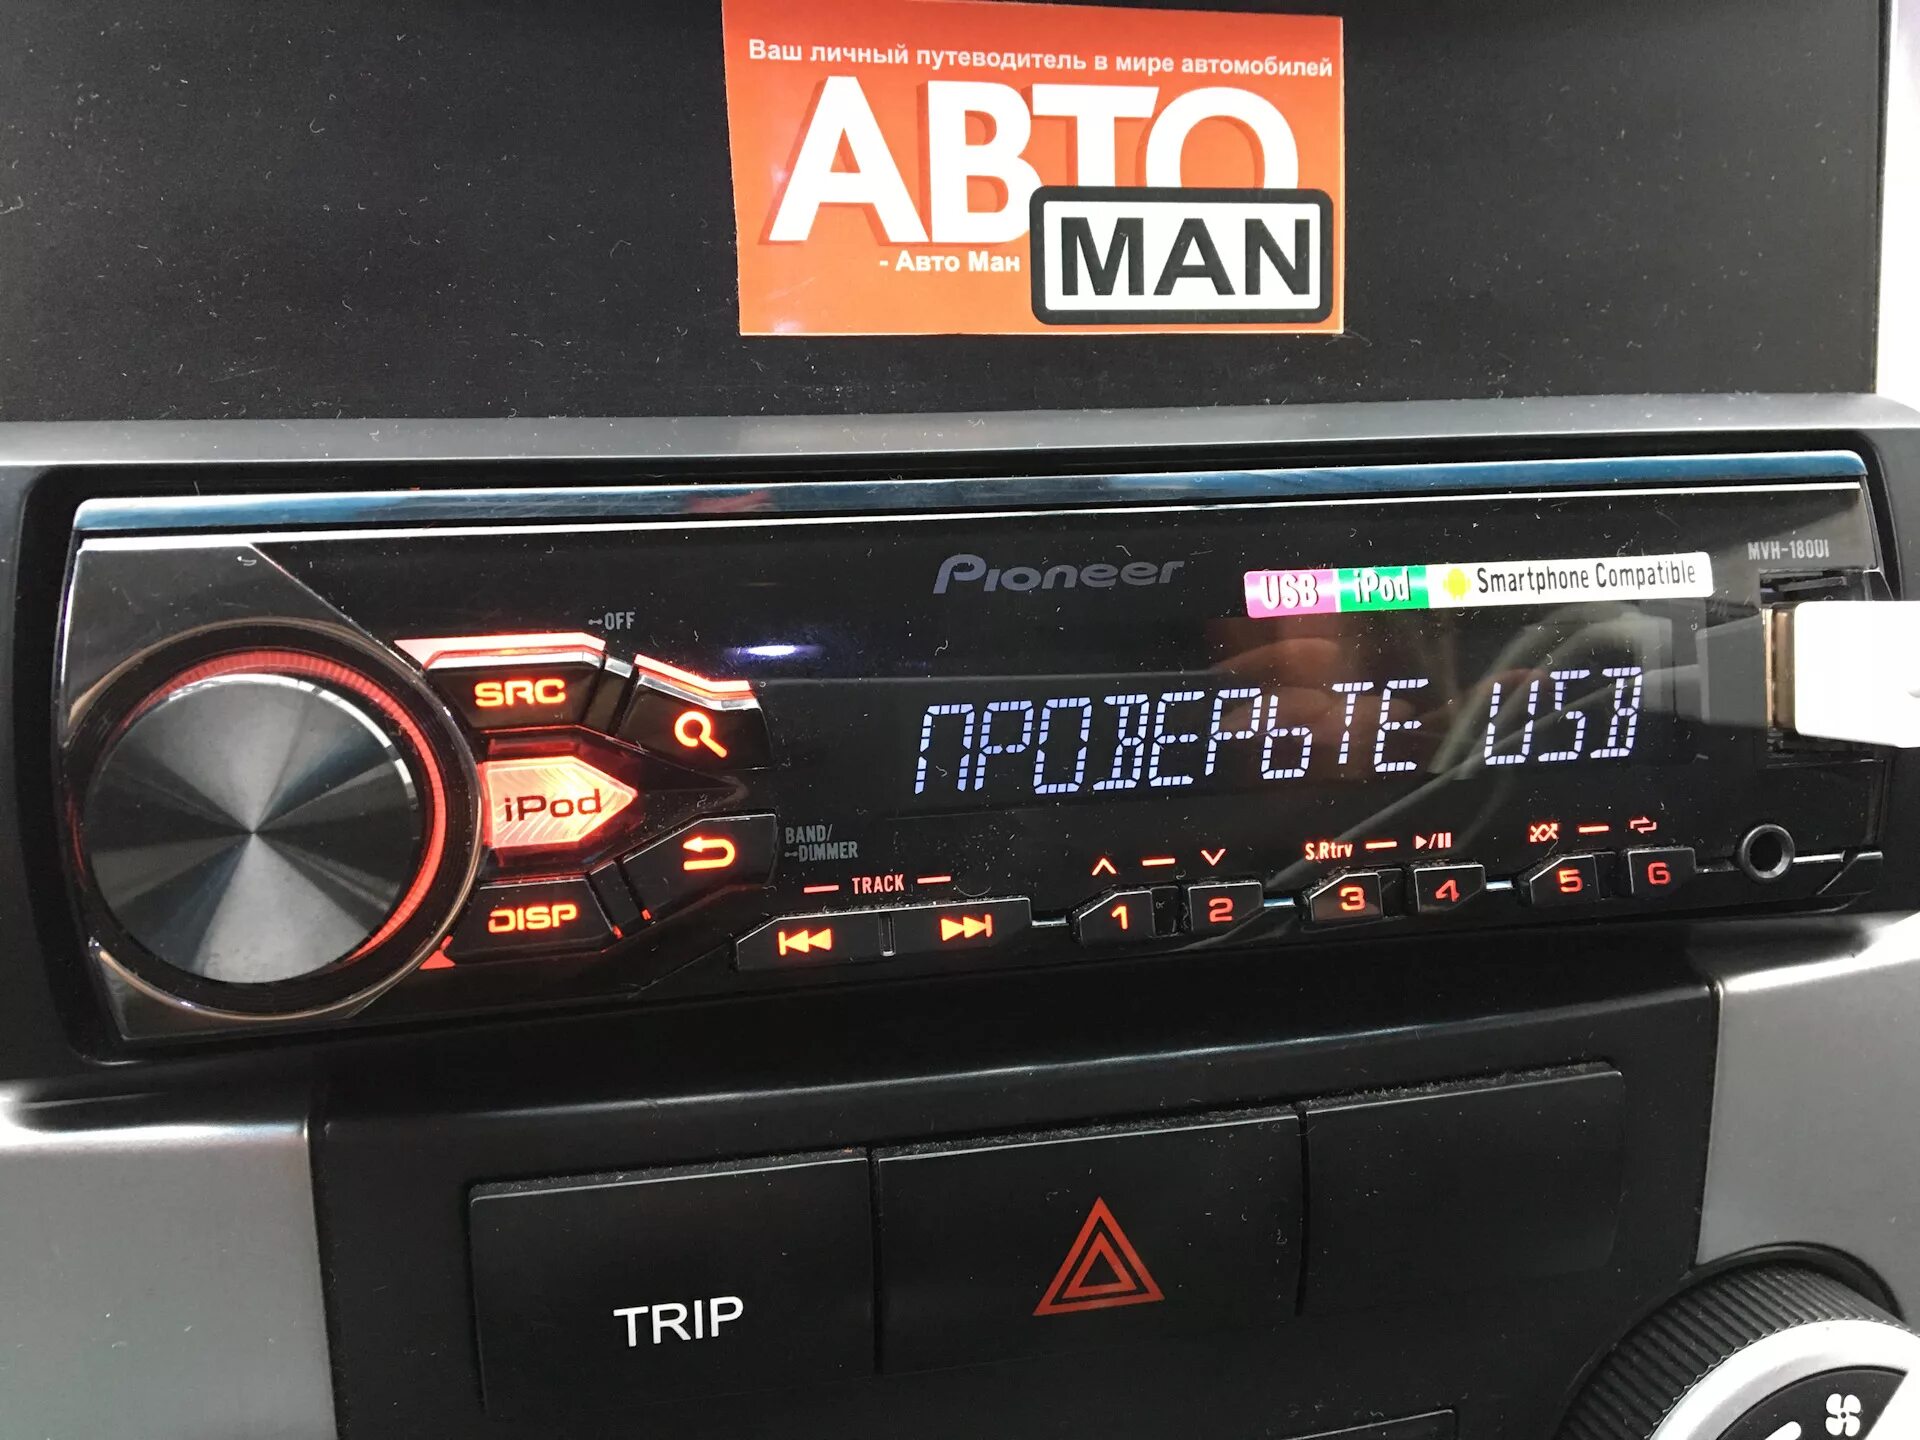 Ваш личный путеводитель в мире автомобилей
АВТО
MAN
- Авто Ман
Pioneer
MVH-180UI
USB iPod Smartphone Compatible
OFF
SRC
ПРОВЕРЬТЕ USB
iPod
BAND/
DIMMER
DISP
TRACK
S.Rtrv
1 2 3 4 5 6
TRIP